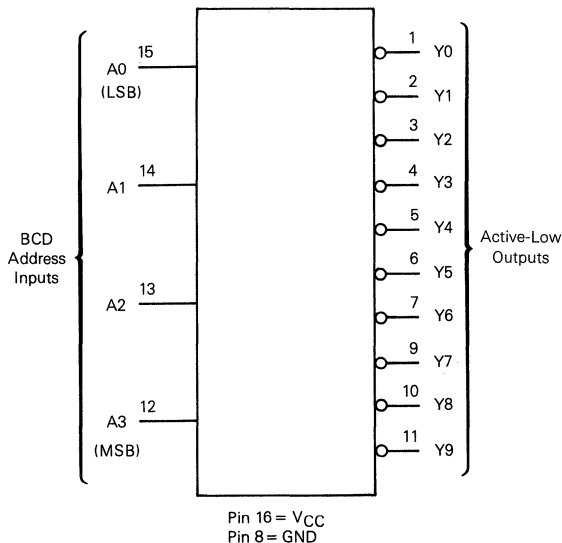 15
A0
(LSB)
14
A1
BCD
Address
Inputs
13
A2
12
A3
(MSB)
1 Y0
2 Y1
3 Y2
4 Y3
5 Y4
6 Y5
7 Y6
9 Y7
10 Y8
11 Y9
Active-Low
Outputs
Pin 16 = VCC
Pin 8 = GND